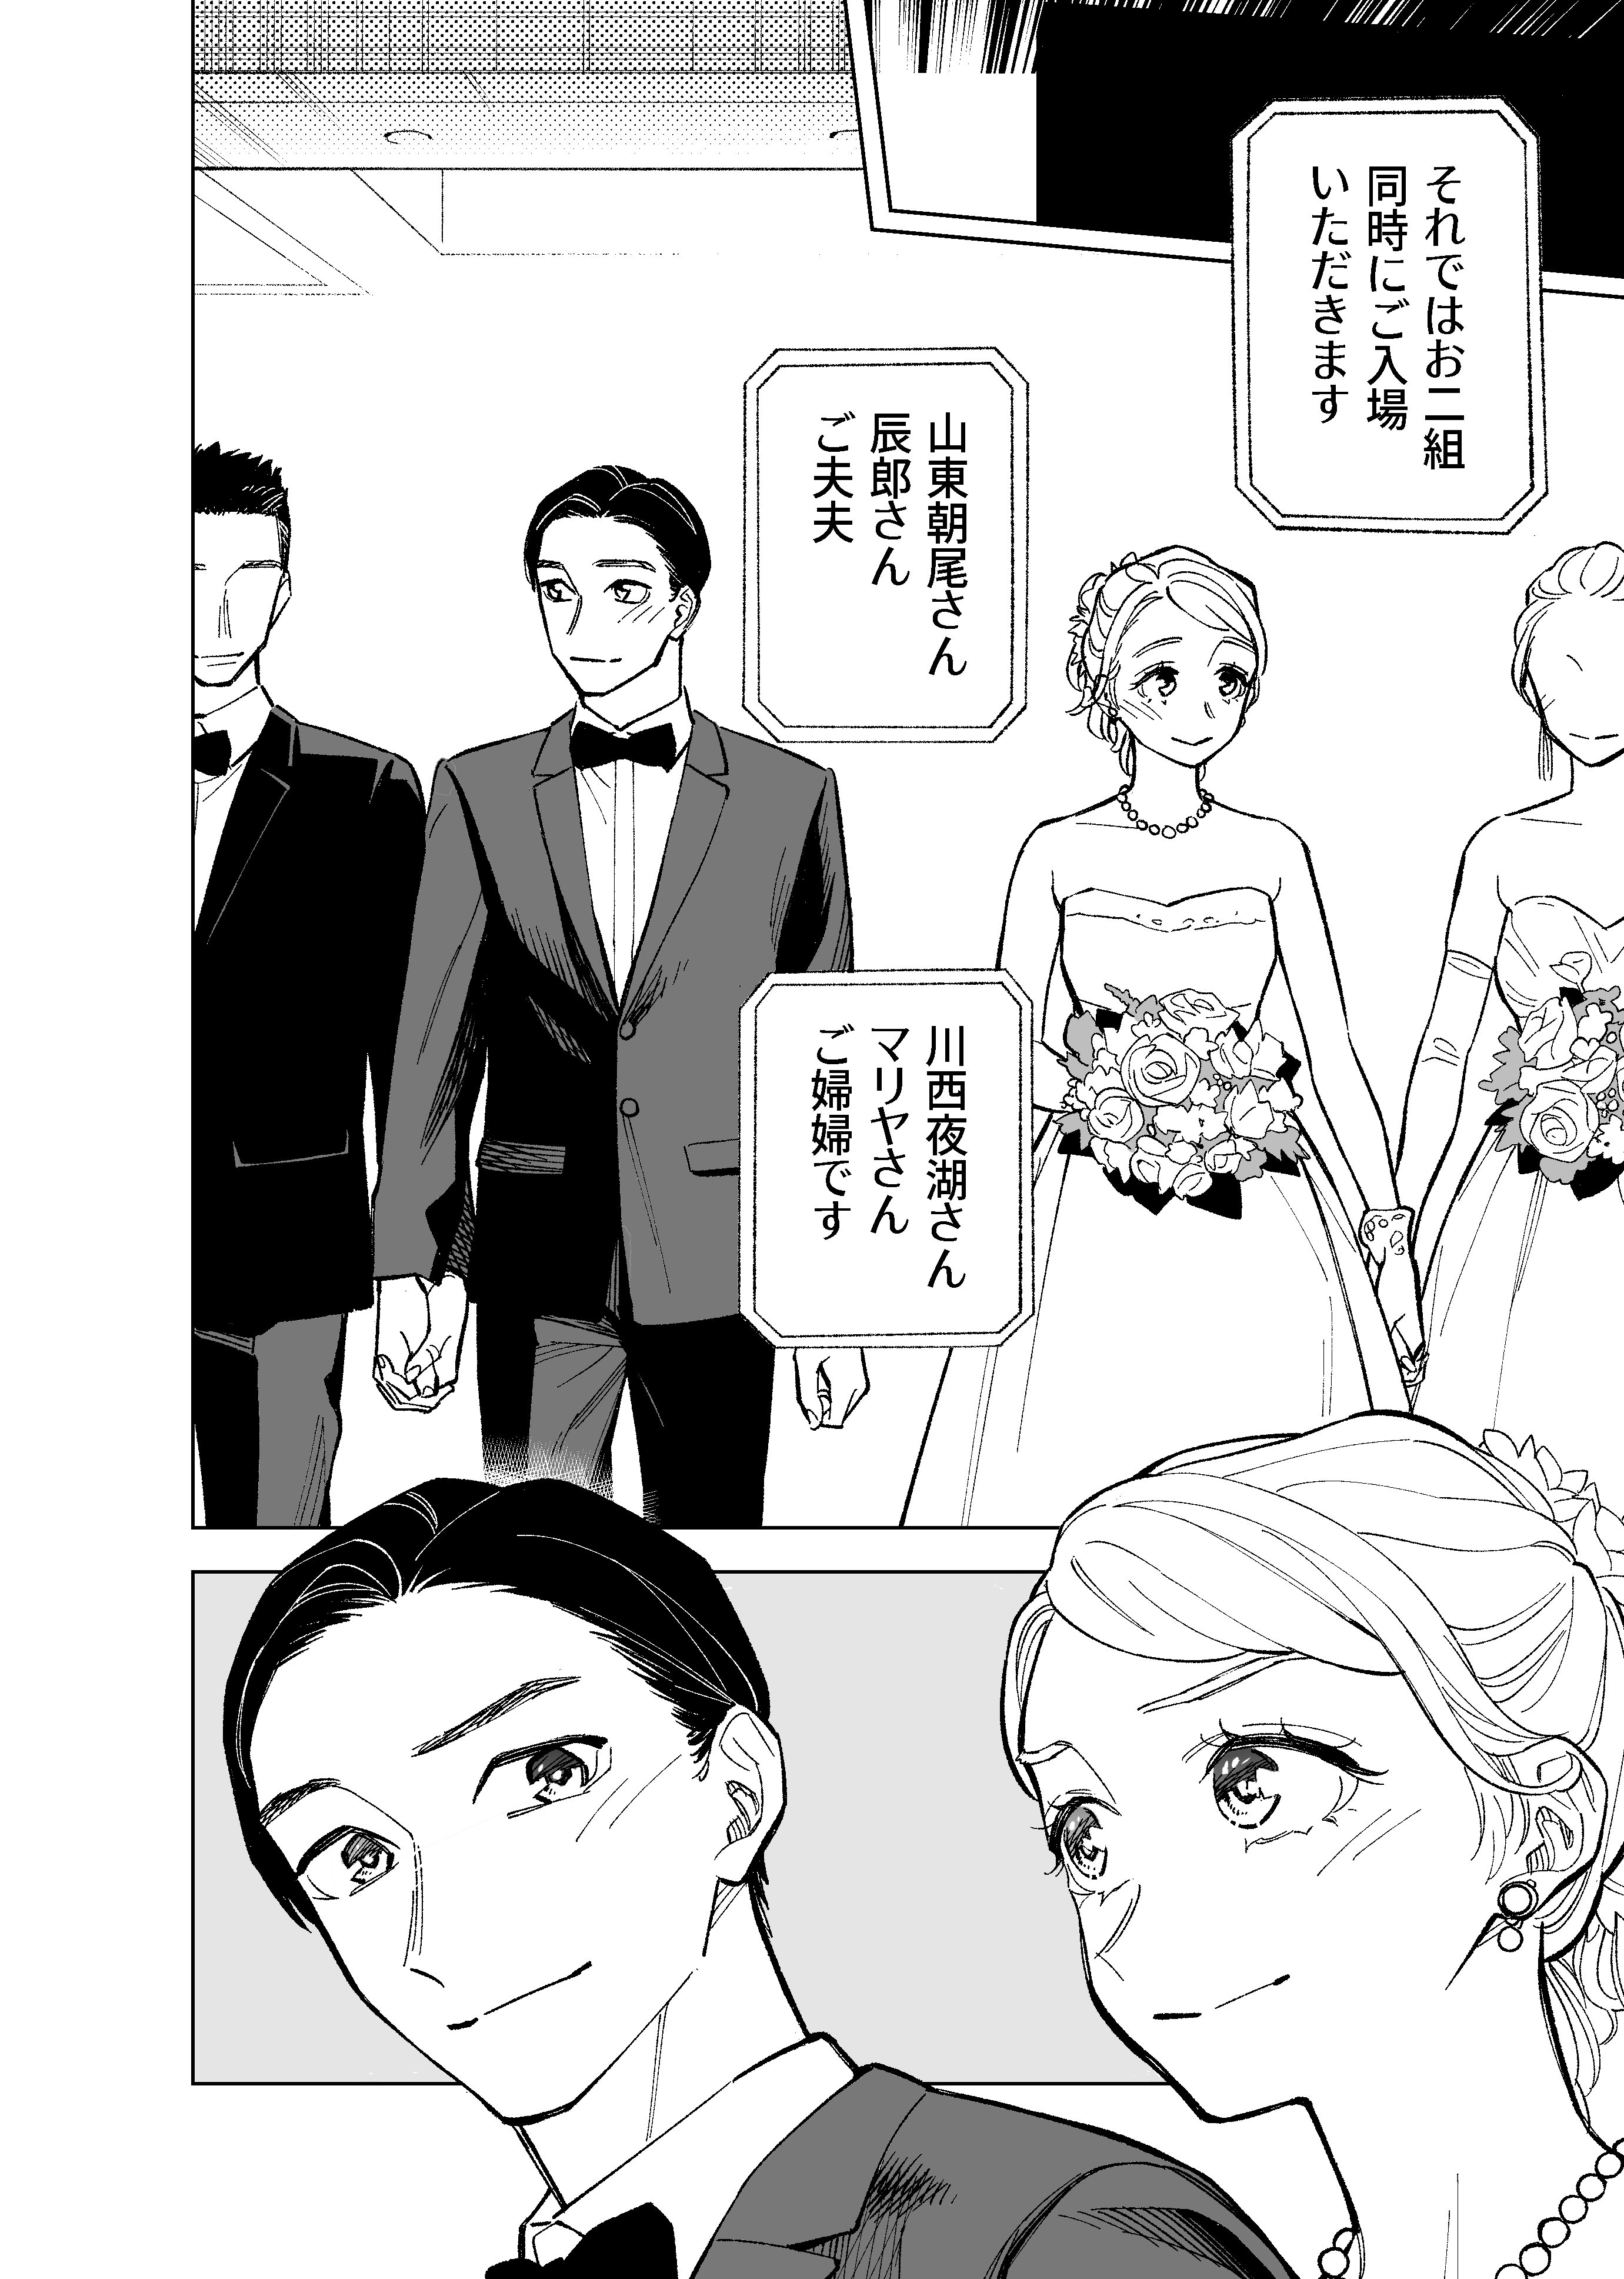 それではお二組
同時にご入場
いただきます
山東朝尾さん
辰郎さん
ご夫夫
川西夜湖さん
マリヤさん
ご婦婦です